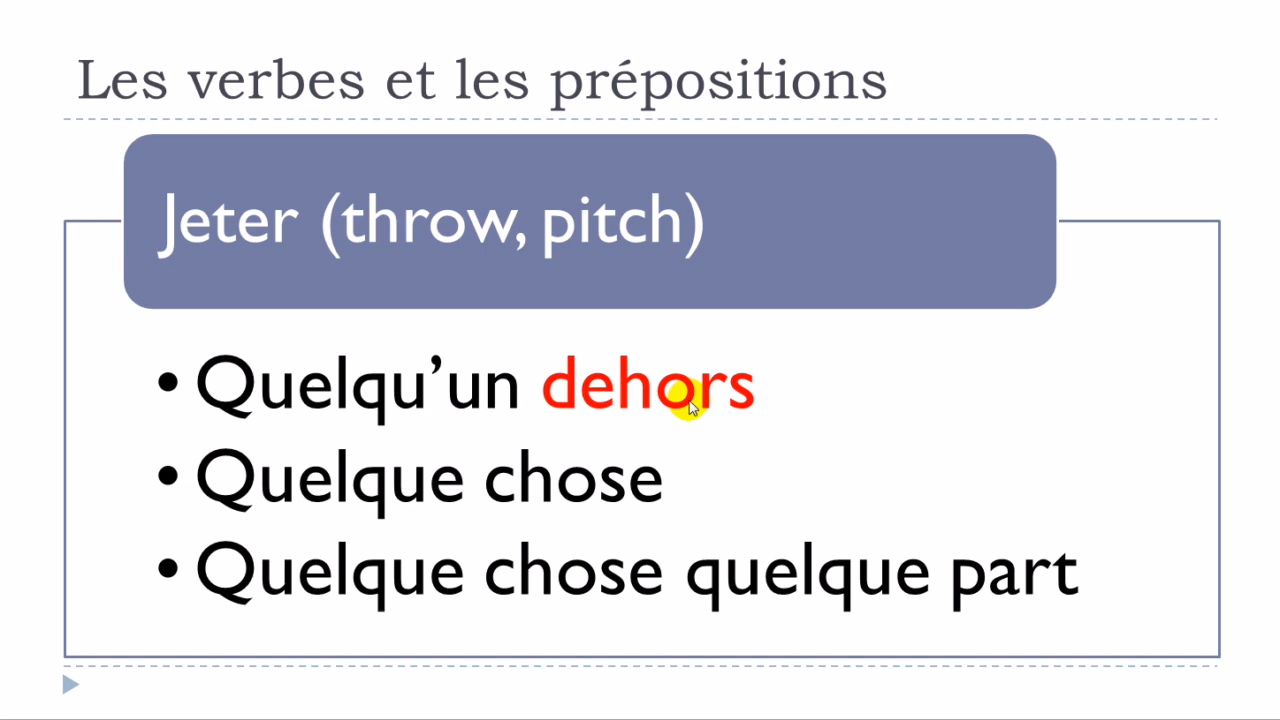 Les verbes et les prépositions
Jeter (throw, pitch)
• Quelqu’un dehors
• Quelque chose
• Quelque chose quelque part